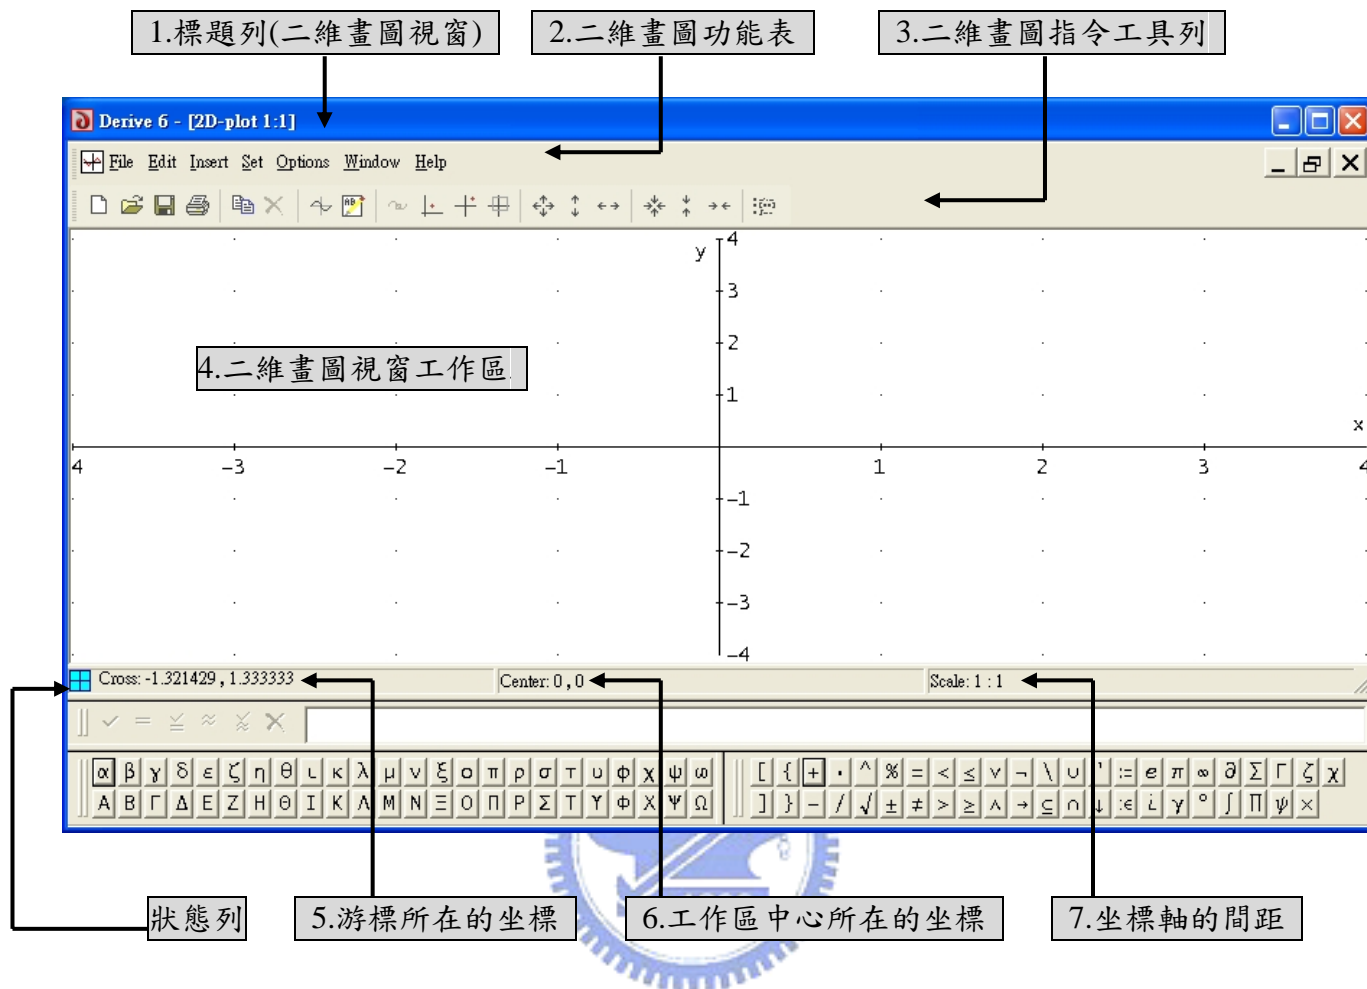 1.標題列(二維畫圖視窗) 2.二維畫圖功能表 3.二維畫圖指令工具列
Derive 6 - [2D-plot 1:1]
File Edit Insert Set Options Window Help
y 4
3
2
4.二維畫圖視窗工作區
1
x
4 -3 -2 -1 1 2 3 4
-1
-2
-3
-4
Cross: -1.321429 , 1.333333 Center: 0 , 0 Scale: 1 : 1
α β γ δ ε ζ η θ ι κ λ μ ν ξ ο π ρ σ τ υ φ χ ψ ω [ { + · ^ % = < ≤ ∨ ¬ \ ∪ ' := e π ∞ ∂ Σ Γ ζ χ
Α Β Γ Δ Ε Ζ Η Θ Ι Κ Λ Μ Ν Ξ Ο Π Ρ Σ Τ Υ Φ Χ Ψ Ω ] } − / √ ± ≠ > ≥ ∧ → ⊆ ∩ ↓ :∈ i γ ° ∫ Π ψ ×
狀態列 5.游標所在的坐標 6.工作區中心所在的坐標 7.坐標軸的間距